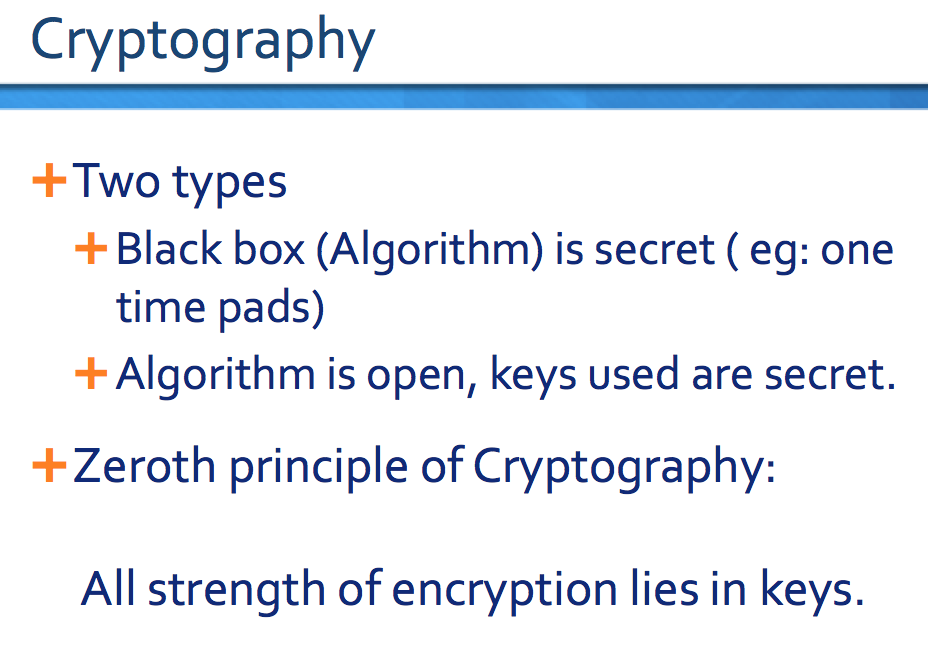 Cryptography
Two types
Black box (Algorithm) is secret ( eg: one
time pads)
Algorithm is open, keys used are secret.
Zeroth principle of Cryptography:
All strength of encryption lies in keys.